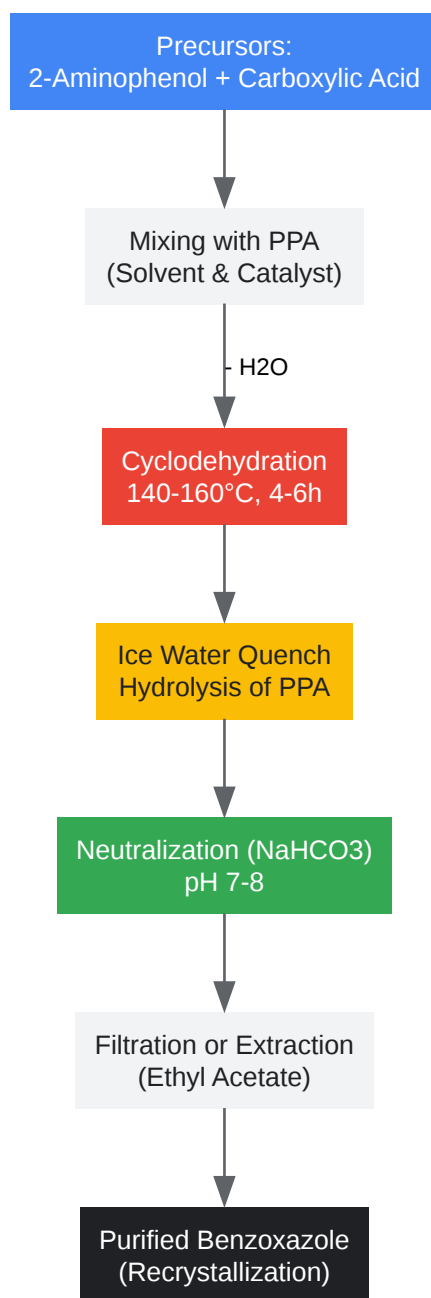 Precursors:
2-Aminophenol + Carboxylic Acid
Mixing with PPA
(Solvent & Catalyst)
- H2O
Cyclodehydration
140-160°C, 4-6h
Ice Water Quench
Hydrolysis of PPA
Neutralization (NaHCO3)
pH 7-8
Filtration or Extraction
(Ethyl Acetate)
Purified Benzoxazole
(Recrystallization)